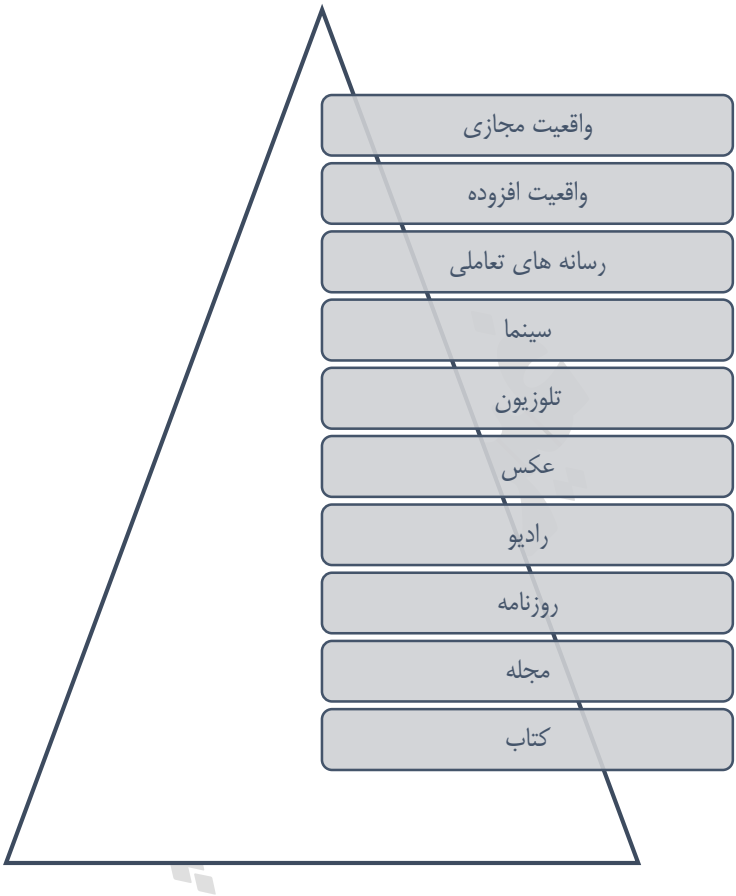 واقعیت مجازی
واقعیت افزوده
رسانه های تعاملی
سینما
تلوزیون
عکس
رادیو
روزنامه
مجله
کتاب